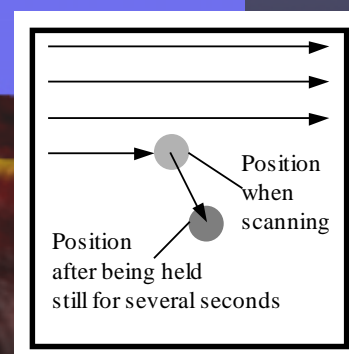 Position
when
scanning
Position
after being held
still for several seconds